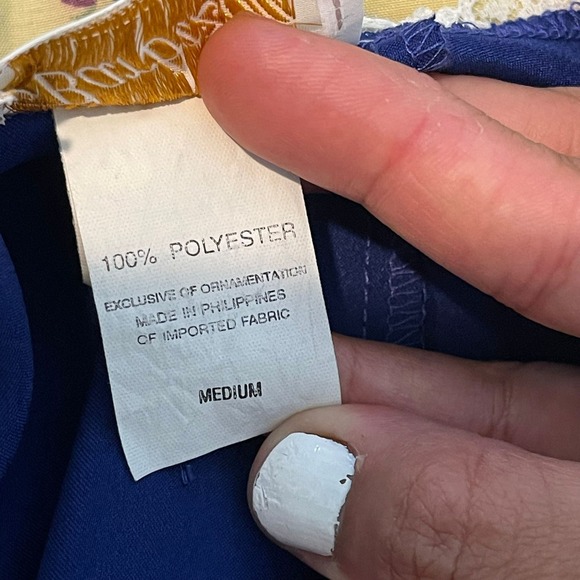 100% POLYESTER
EXCLUSIVE OF ORNAMENTATION
MADE IN PHILIPPINES
OF IMPORTED FABRIC
MEDIUM